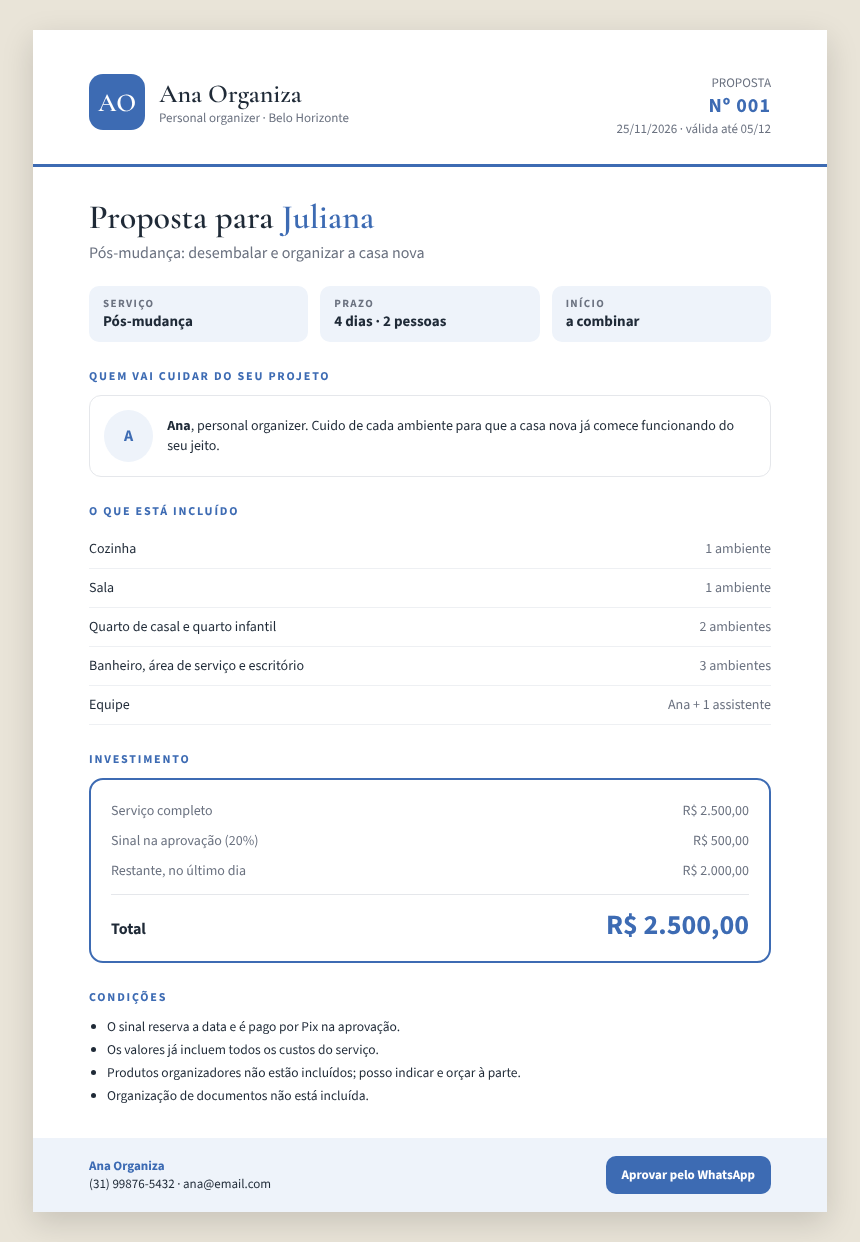 AO
Ana Organiza
Personal organizer · Belo Horizonte
PROPOSTA
Nº 001
25/11/2026 · válida até 05/12
Proposta para Juliana
Pós-mudança: desembalar e organizar a casa nova
SERVIÇO
Pós-mudança
PRAZO
4 dias · 2 pessoas
INÍCIO
a combinar
QUEM VAI CUIDAR DO SEU PROJETO
A
Ana, personal organizer. Cuido de cada ambiente para que a casa nova já comece funcionando do
seu jeito.
O QUE ESTÁ INCLUÍDO
Cozinha 1 ambiente
Sala 1 ambiente
Quarto de casal e quarto infantil 2 ambientes
Banheiro, área de serviço e escritório 3 ambientes
Equipe Ana + 1 assistente
INVESTIMENTO
Serviço completo R$ 2.500,00
Sinal na aprovação (20%) R$ 500,00
Restante, no último dia R$ 2.000,00
Total R$ 2.500,00
CONDIÇÕES
• O sinal reserva a data e é pago por Pix na aprovação.
• Os valores já incluem todos os custos do serviço.
• Produtos organizadores não estão incluídos; posso indicar e orçar à parte.
• Organização de documentos não está incluída.
Ana Organiza
(31) 99876-5432 · ana@email.com
Aprovar pelo WhatsApp